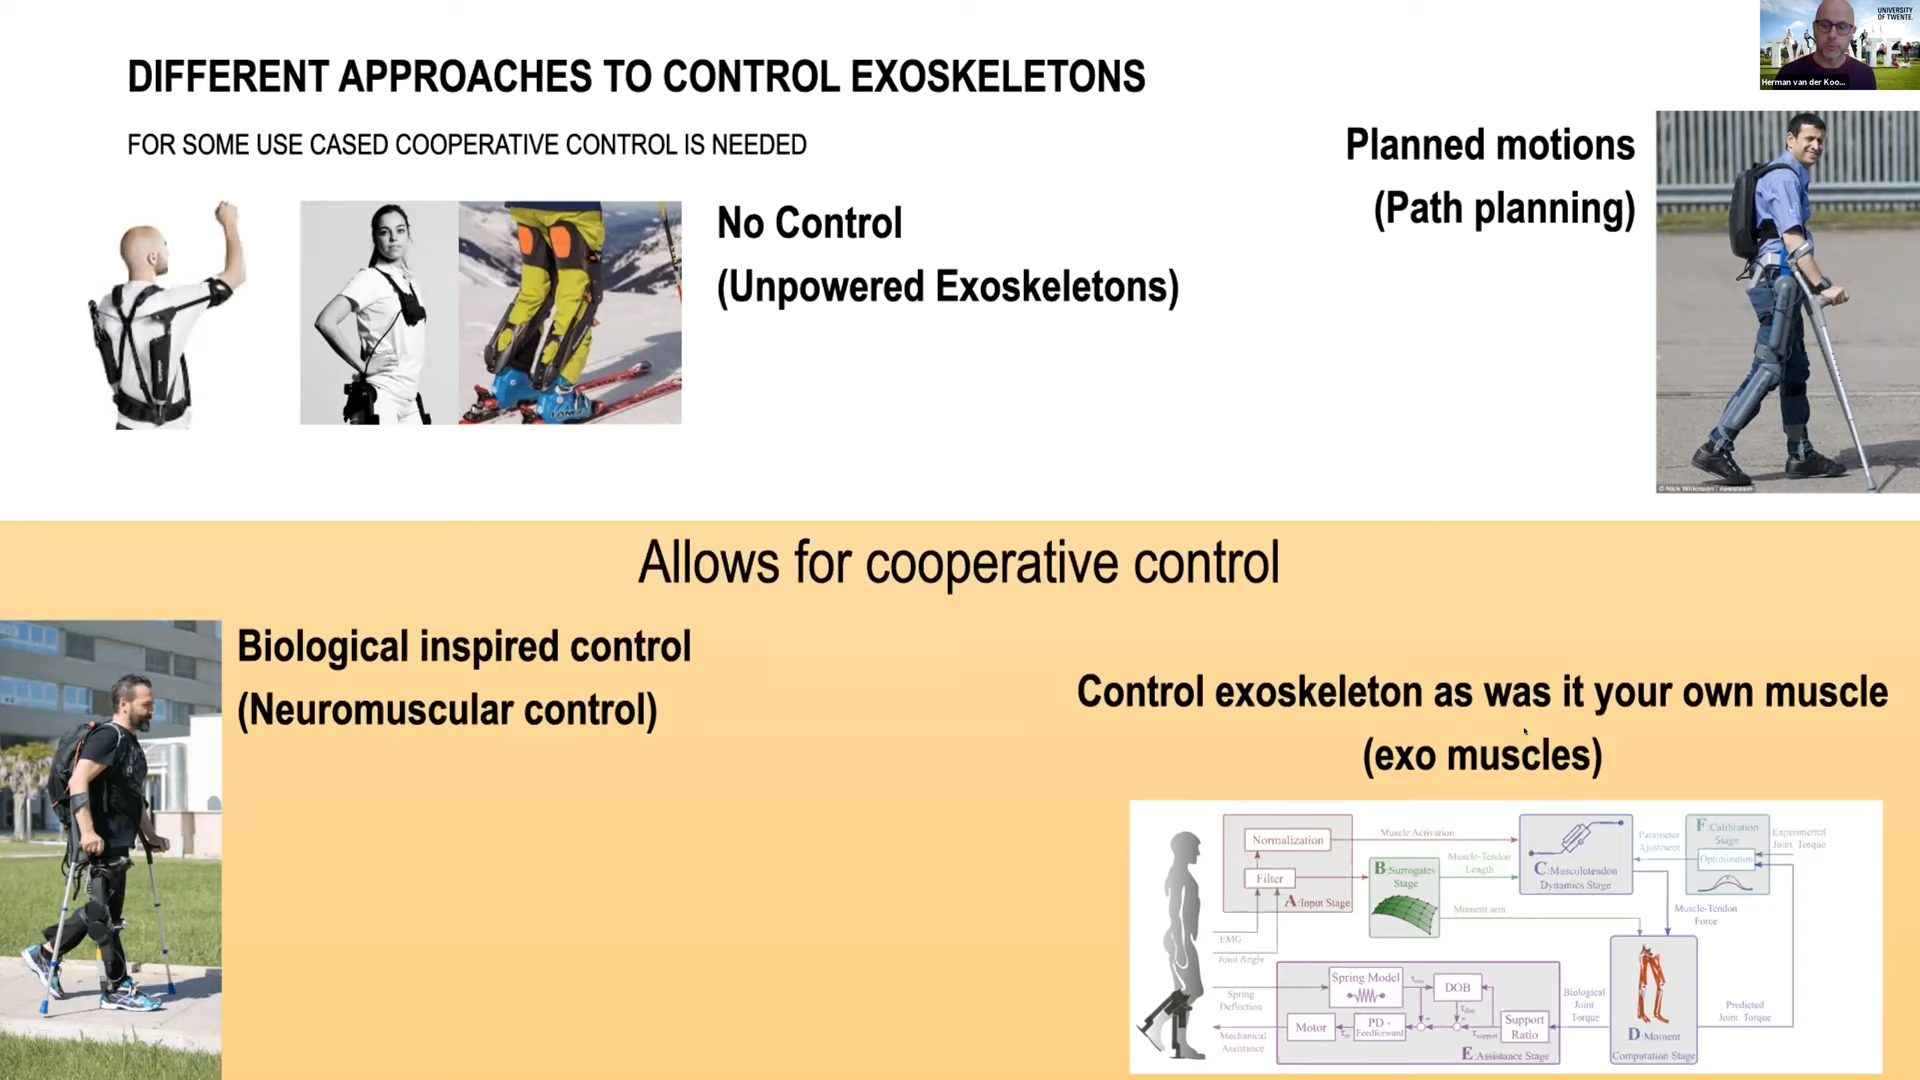 DIFFERENT APPROACHES TO CONTROL EXOSKELETONS
FOR SOME USE CASED COOPERATIVE CONTROL IS NEEDED
UNIVERSITY
OF TWENTE.
Herman van der Koo...
No Control
(Unpowered Exoskeletons)
Planned motions
(Path planning)
© Nick Wilkinson / newsteam
Allows for cooperative control
Biological inspired control
(Neuromuscular control)
Control exoskeleton as was it your own muscle
(exo muscles)
Normalization
Filter
A:Input Stage
EMG
Joint Angle
Muscle Activation
B:Surrogates
Stage
Muscle-Tendon
Length
Moment arm
C:Musculotendon
Dynamics Stage
Parameter
Ajustment
F:Calibration
Stage
Optimization
Experimental
Joint Torque
Muscle-Tendon
Force
Spring
Deflection
Mechanical
Assistance
Spring Model
DOB
Motor
PD +
Feedforward
Support
Ratio
τsupport
E:Assistance Stage
Biological
Joint
Torque
D:Moment
Computation Stage
Predicted
Joint Torque